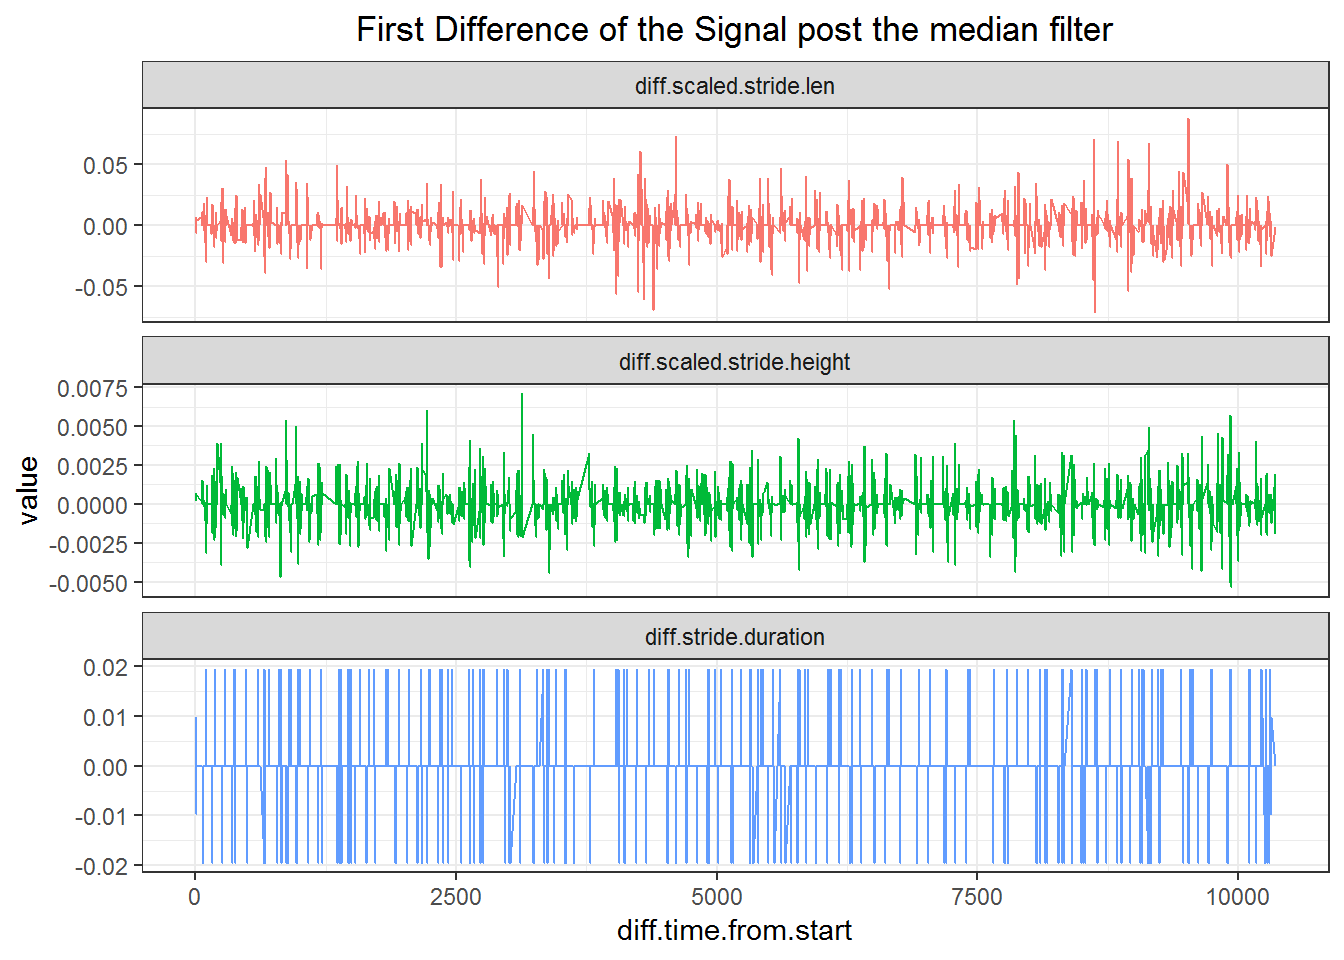 First Difference of the Signal post the median filter
diff.scaled.stride.len
0.05
0.00
-0.05
diff.scaled.stride.height
0.0075
0.0050
0.0025
0.0000
-0.0025
-0.0050
value
diff.stride.duration
0.02
0.01
0.00
-0.01
-0.02
0 2500 5000 7500 10000
diff.time.from.start